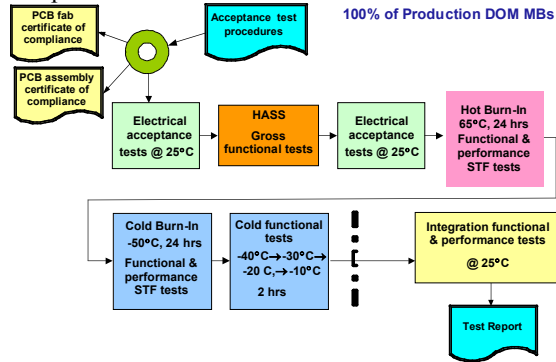 100% of Production DOM MBs
PCB fab
certificate of
compliance
Acceptance test
procedures
PCB assembly
certificate of
compliance
Electrical
acceptance
tests @ 25°C
HASS
Gross
functional tests
Electrical
acceptance
tests @ 25°C
Hot Burn-In
65°C, 24 hrs
Functional &
performance
STF tests
Cold Burn-In
-50°C, 24 hrs
Functional &
performance
STF tests
Cold functional
tests
-40°C→-30°C→
-20 C,→-10°C
2 hrs
Integration functional
& performance tests
@ 25°C
Test Report